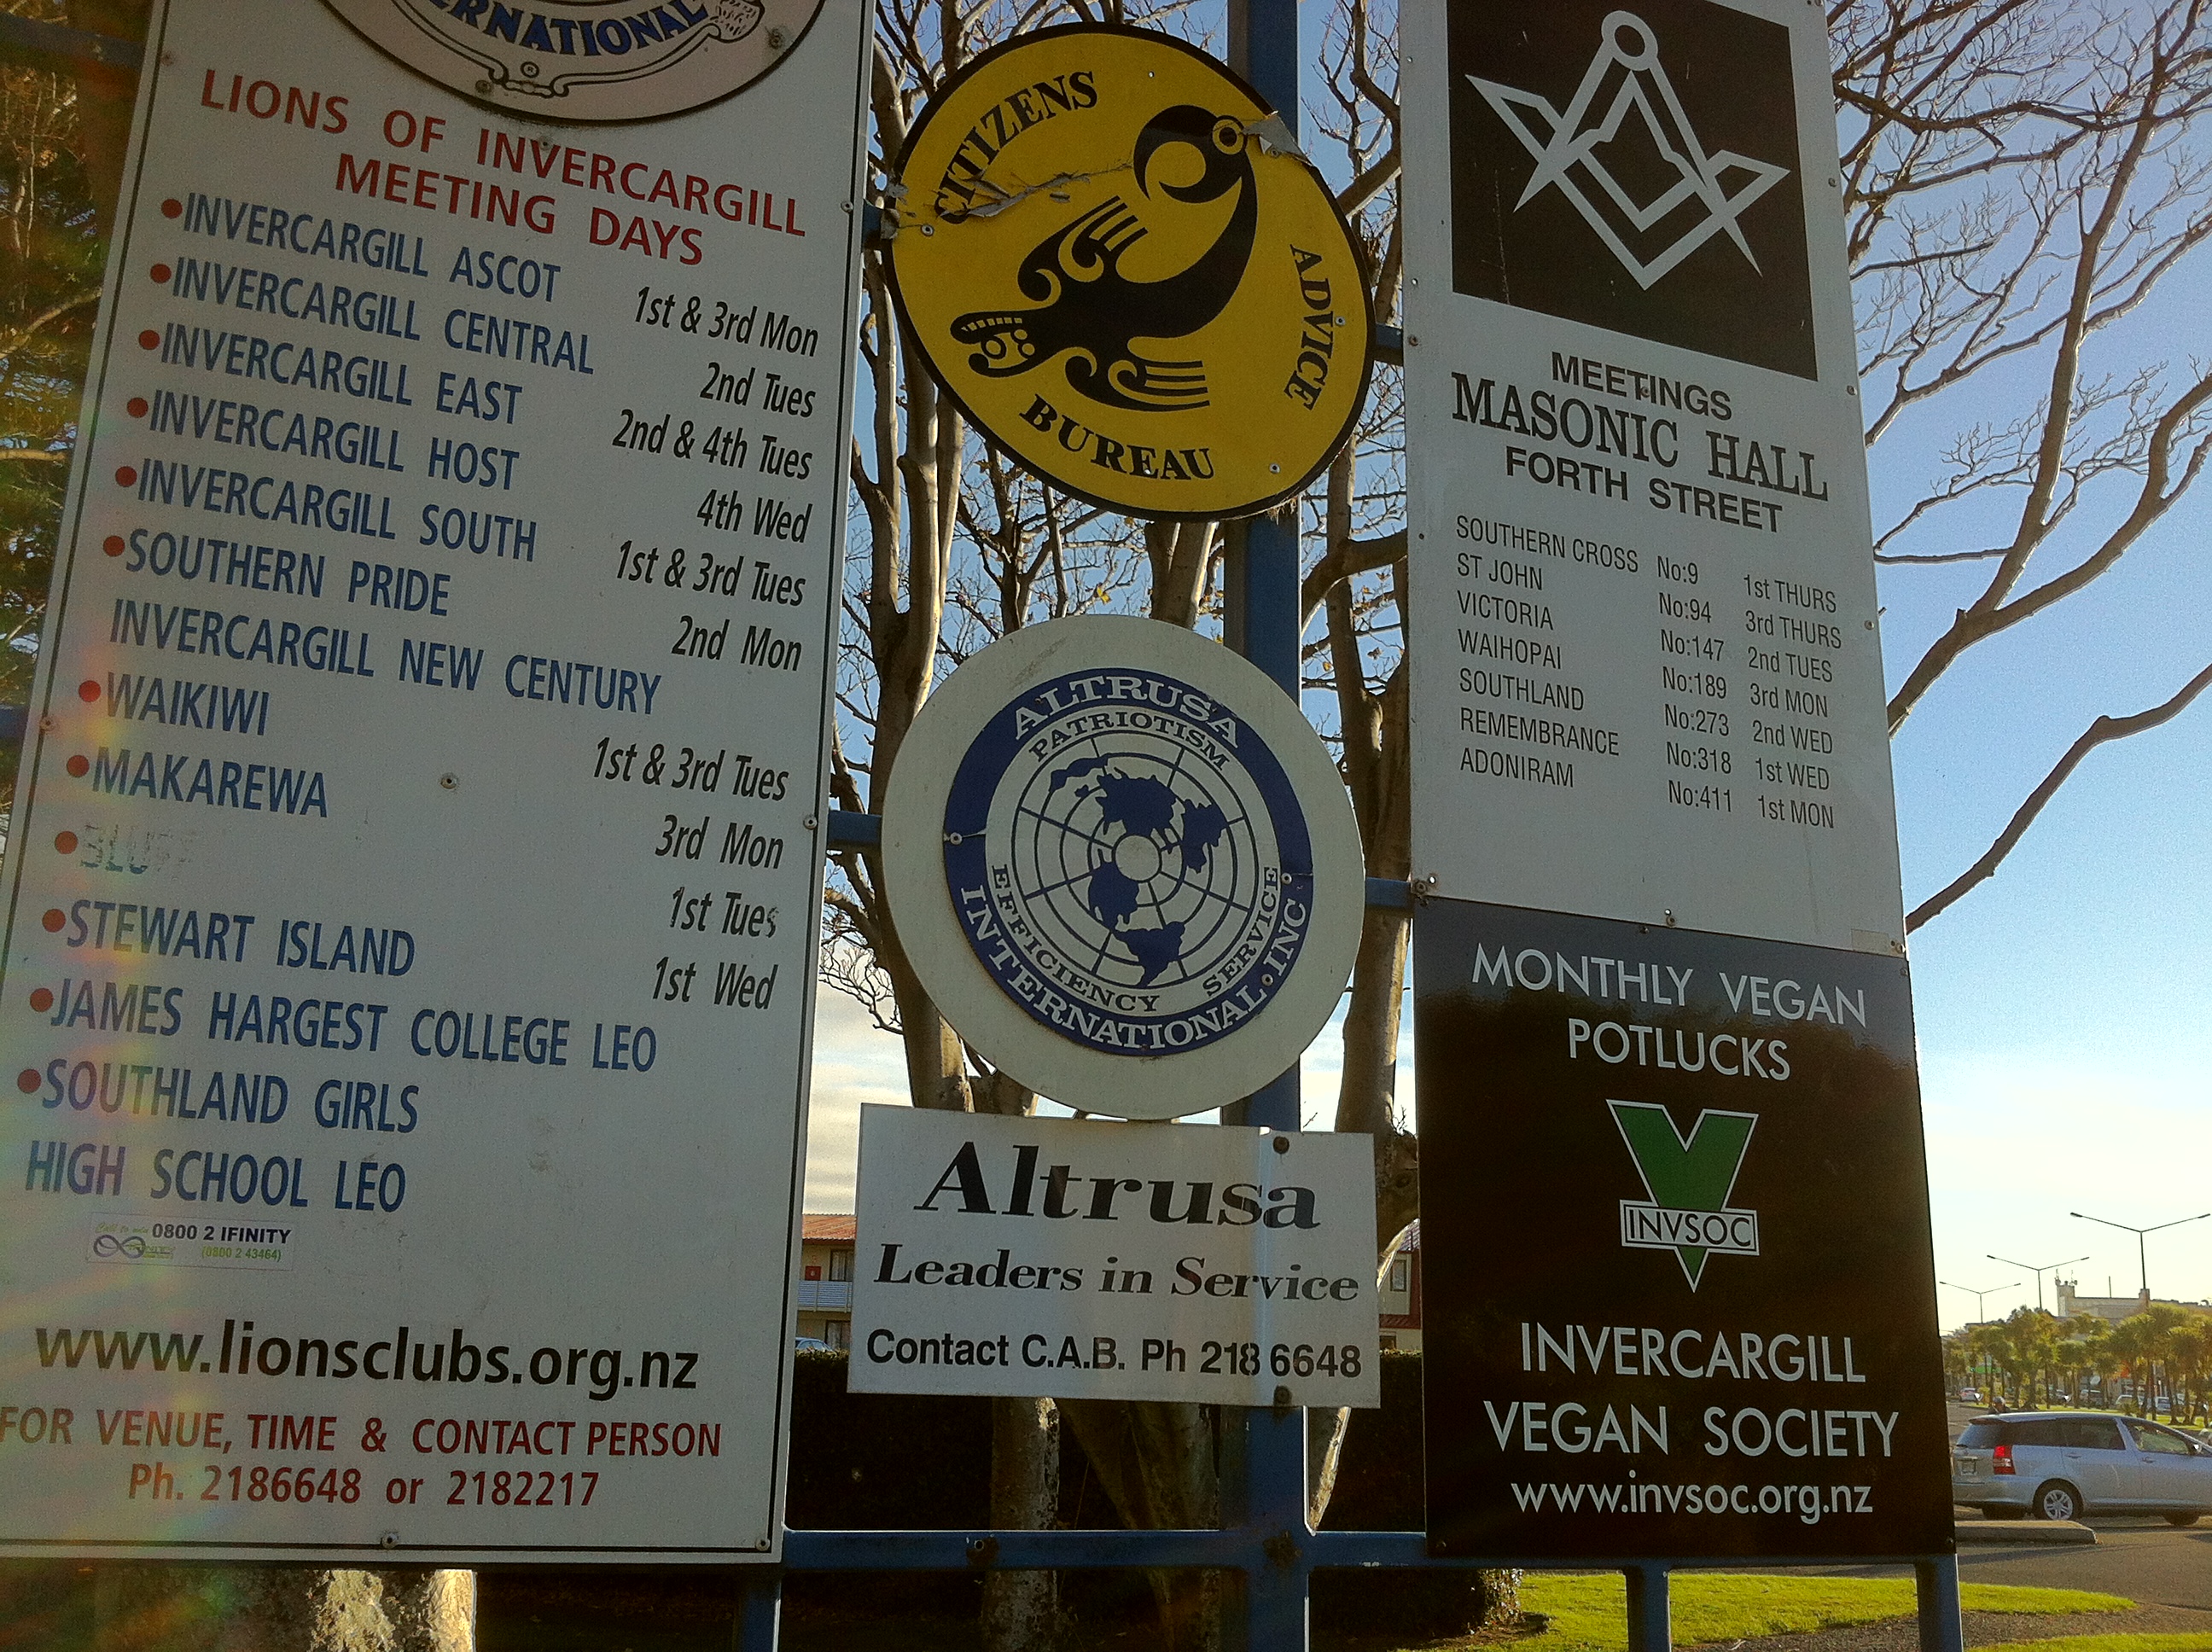 ERNATIONAL
LIONS OF INVERCARGILL
MEETING DAYS
•INVERCARGILL ASCOT 1st & 3rd Mon
•INVERCARGILL CENTRAL 2nd Tues
•INVERCARGILL EAST 2nd & 4th Tues
•INVERCARGILL HOST 4th Wed
•INVERCARGILL SOUTH 1st & 3rd Tues
•SOUTHERN PRIDE 2nd Mon
INVERCARGILL NEW CENTURY
•WAIKIWI 1st & 3rd Tues
•MAKAREWA 3rd Mon
• 1st Tues
•STEWART ISLAND 1st Wed
•JAMES HARGEST COLLEGE LEO
•SOUTHLAND GIRLS
HIGH SCHOOL LEO
0800 2 IFINITY
(0800 2 43464)
www.lionsclubs.org.nz
FOR VENUE, TIME & CONTACT PERSON
Ph. 2186648 or 2182217
CITIZENS
ADVICE
BUREAU
ALTRUSA
PATRIOTISM
EFFICIENCY SERVICE
INTERNATIONAL•INC
Altrusa
Leaders in Service
Contact C.A.B. Ph 218 6648
MEETINGS
MASONIC HALL
FORTH STREET
SOUTHERN CROSS No:9 1st THURS
ST JOHN No:94 3rd THURS
VICTORIA No:147 2nd TUES
WAIHOPAI No:189 3rd MON
SOUTHLAND No:273 2nd WED
REMEMBRANCE No:318 1st WED
ADONIRAM No:411 1st MON
MONTHLY VEGAN
POTLUCKS
INVSOC
INVERCARGILL
VEGAN SOCIETY
www.invsoc.org.nz